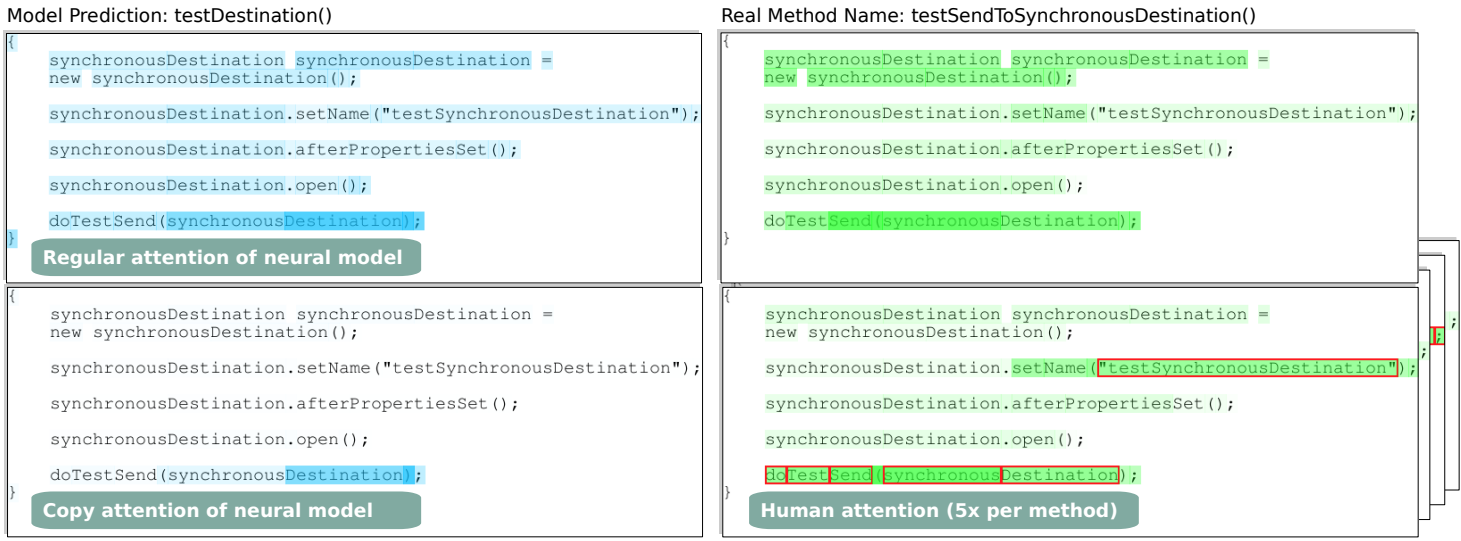 Model Prediction: testDestination()
{
synchronousDestination synchronousDestination =
new synchronousDestination();
synchronousDestination.setName("testSynchronousDestination");
synchronousDestination.afterPropertiesSet();
synchronousDestination.open();
doTestSend(synchronousDestination);
}
Regular attention of neural model
{
synchronousDestination synchronousDestination =
new synchronousDestination();
synchronousDestination.setName("testSynchronousDestination");
synchronousDestination.afterPropertiesSet();
synchronousDestination.open();
doTestSend(synchronousDestination);
}
Copy attention of neural model
Real Method Name: testSendToSynchronousDestination()
{
synchronousDestination synchronousDestination =
new synchronousDestination();
synchronousDestination.setName("testSynchronousDestination");
synchronousDestination.afterPropertiesSet();
synchronousDestination.open();
doTestSend(synchronousDestination);
}
{
synchronousDestination synchronousDestination =
new synchronousDestination();
synchronousDestination.setName("testSynchronousDestination");
synchronousDestination.afterPropertiesSet();
synchronousDestination.open();
doTestSend(synchronousDestination);
}
Human attention (5x per method)
;
;
;